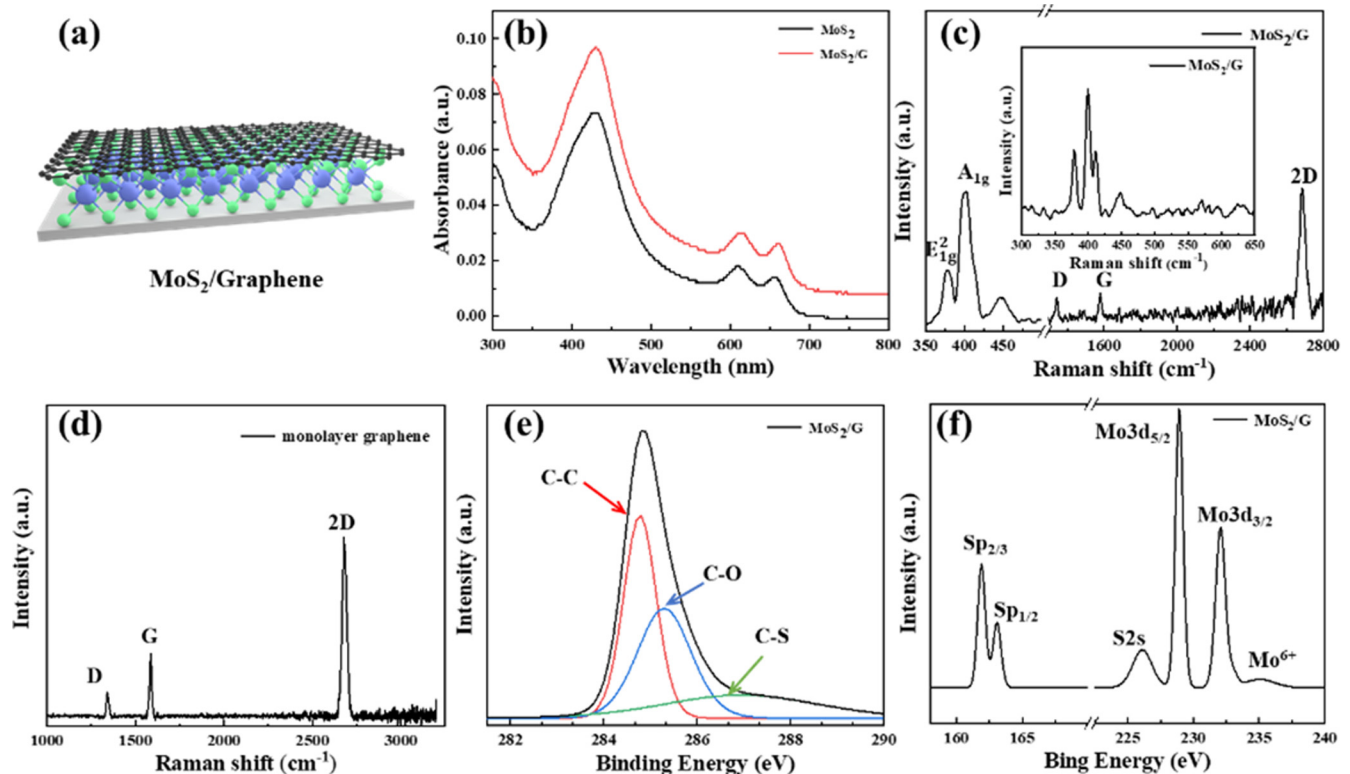 (a)
MoS2/Graphene
(b)
MoS2
MoS2/G
Absorbance (a.u.)
0.10
0.08
0.06
0.04
0.02
0.00
300 400 500 600 700 800
Wavelength (nm)
(c)
MoS2/G
Intensity (a.u.)
E21g
A1g
D
G
2D
350 400 450 1600 2000 2400 2800
Raman shift (cm-1)
MoS2/G
Intensity (a.u.)
300 350 400 450 500 550 600 650
Raman shift (cm-1)
(d)
monolayer graphene
Intensity (a.u.)
D
G
2D
1000 1500 2000 2500 3000
Raman shift (cm-1)
(e)
MoS2/G
Intensity (a.u.)
C-C
C-O
C-S
282 284 286 288 290
Binding Energy (eV)
(f)
MoS2/G
Intensity (a.u.)
Sp2/3
Sp1/2
S2s
Mo3d5/2
Mo3d3/2
Mo6+
160 165 225 230 235 240
Bing Energy (eV)